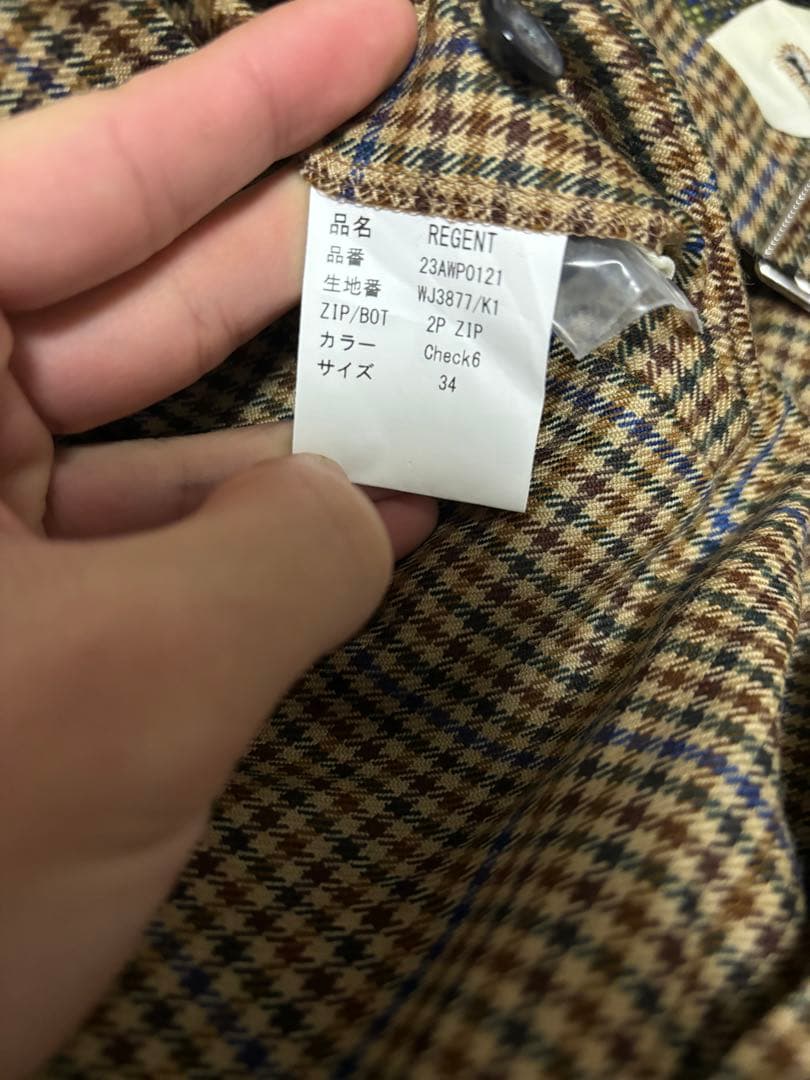 品名 REGENT
品番 23AWP0121
生地番 WJ3877/K1
ZIP/BOT 2P ZIP
カラー Check6
サイズ 34